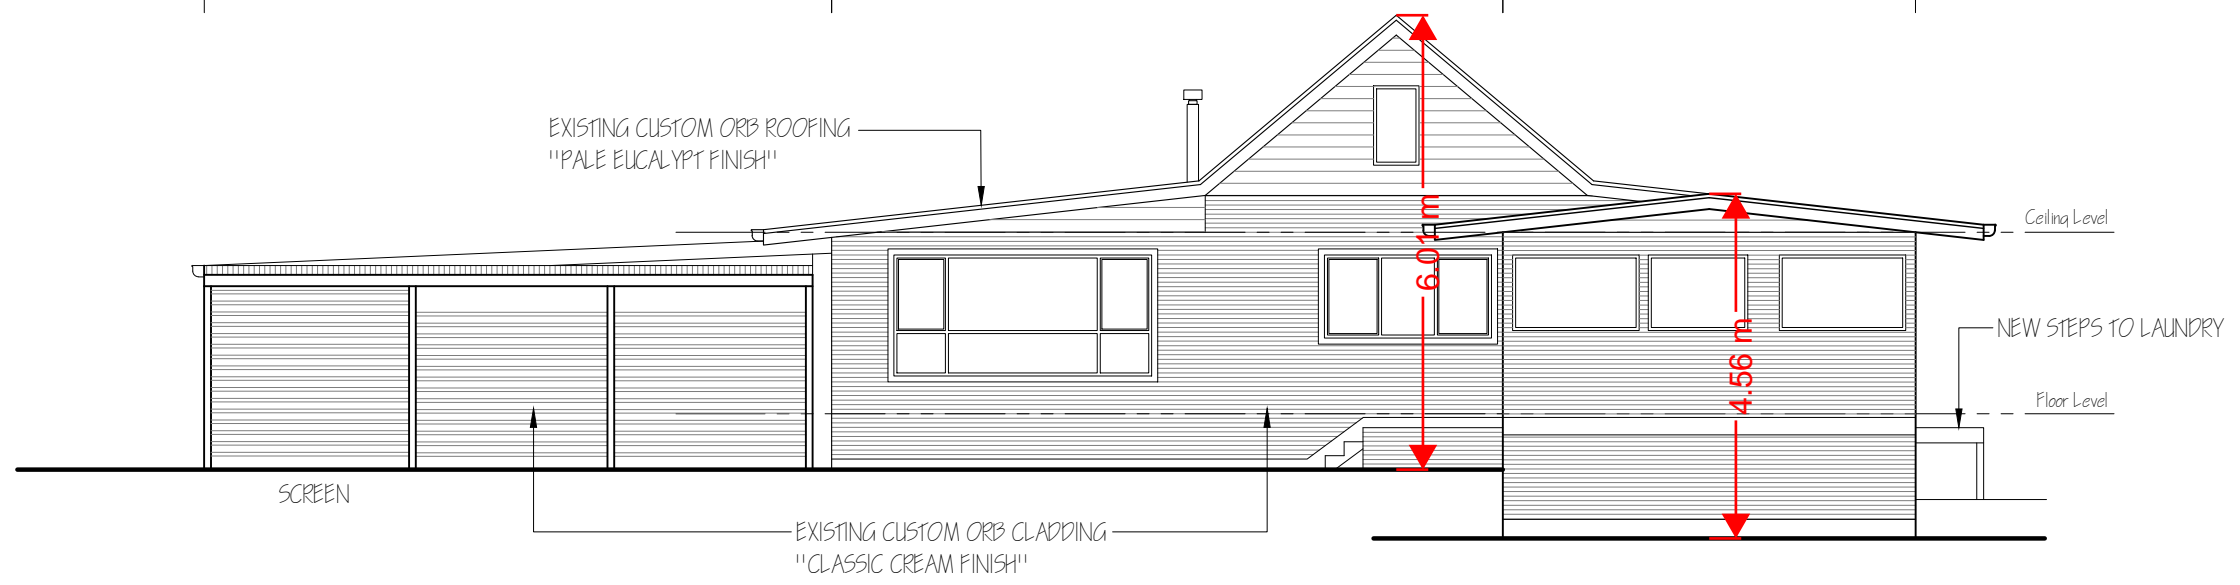 EXISTING CUSTOM ORB ROOFING
''PALE EUCALYPT FINISH''
6.01 m
Ceiling Level
4.56 m
NEW STEPS TO LAUNDRY
Floor Level
SCREEN
EXISTING CUSTOM ORB CLADDING
''CLASSIC CREAM FINISH''